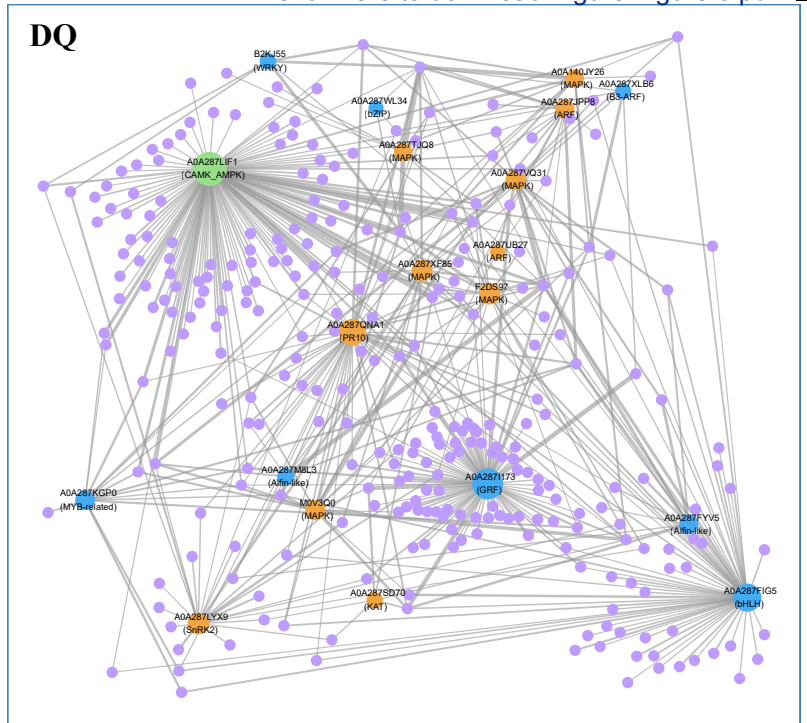 DQ
B2KJ55
(WRKY)
A0A140JY26
(MAPK)
A0A287XLB6
(B3-ARF)
A0A287WL34
(bZIP)
A0A287JPP8
(ARF)
A0A287TJQ8
(MAPK)
A0A287LIF1
(CAMK_AMPK)
A0A287VQ31
(MAPK)
A0A287UB27
(ARF)
A0A287XF85
(MAPK)
F2DS97
(MAPK)
A0A287QNA1
(PR10)
A0A287M8L3
(Alfin-like)
A0A287I173
(GRF)
A0A287KGP0
(MYB-related)
M0V3Q0
(MAPK)
A0A287FYV5
(Alfin-like)
A0A287SD70
(KAT)
A0A287FIG5
(bHLH)
A0A287LYX9
(SnRK2)